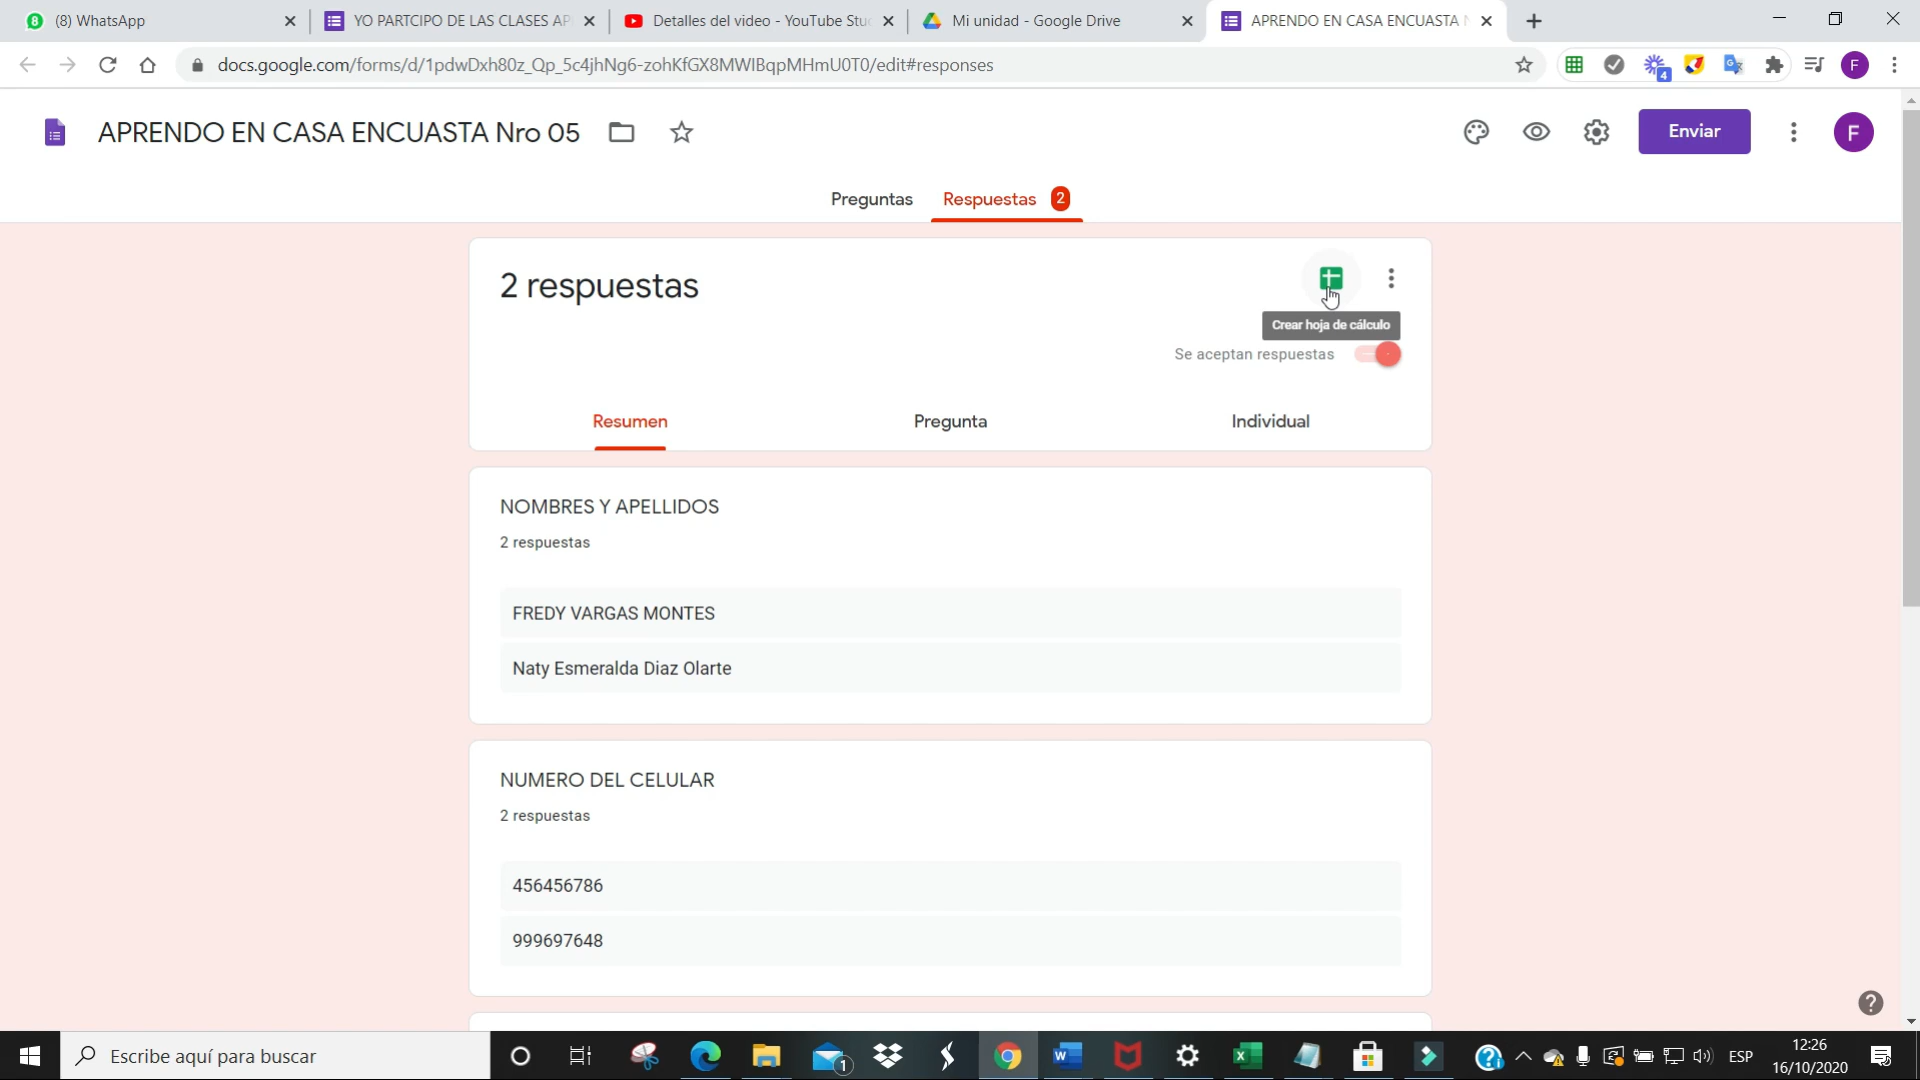 (8) WhatsApp
YO PARTCIPO DE LAS CLASES AP
Detalles del video - YouTube Stu
Mi unidad - Google Drive
APRENDO EN CASA ENCUASTA N
docs.google.com/forms/d/1pdwDxh80z_Qp_5c4jhNg6-zohKfGX8MWIBqpMHmU0T0/edit#responses
4
F
APRENDO EN CASA ENCUASTA Nro 05
Enviar
F
Preguntas
Respuestas 2
2 respuestas
Crear hoja de cálculo
Se aceptan respuestas
Resumen
Pregunta
Individual
NOMBRES Y APELLIDOS
2 respuestas
FREDY VARGAS MONTES
Naty Esmeralda Diaz Olarte
NUMERO DEL CELULAR
2 respuestas
456456786
999697648
Escribe aquí para buscar
1
ESP
12:26
16/10/2020